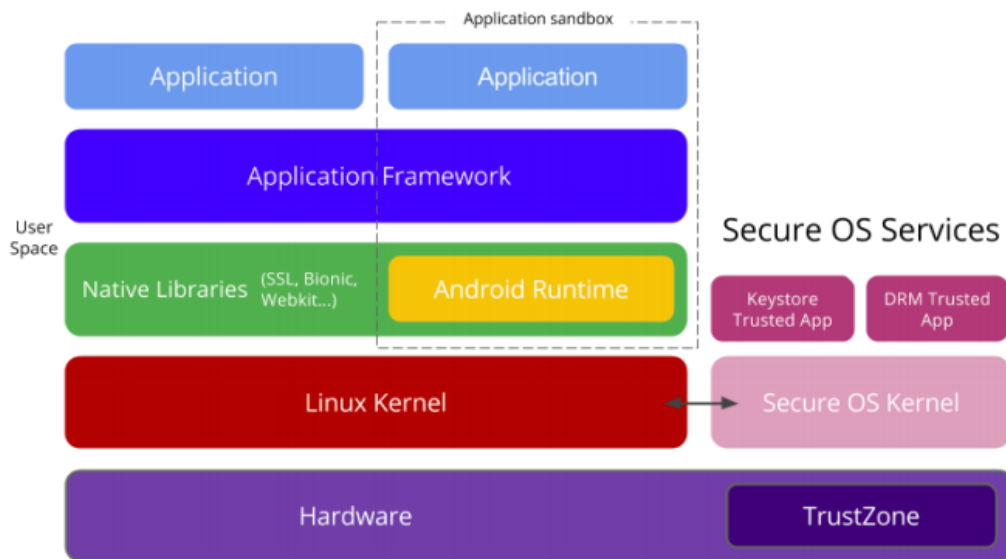 Application sandbox
Application
Application
Application Framework
User
Space
Secure OS Services
Native Libraries
(SSL, Bionic,
Webkit...)
Android Runtime
Keystore
Trusted App
DRM Trusted
App
Linux Kernel
Secure OS Kernel
Hardware
TrustZone